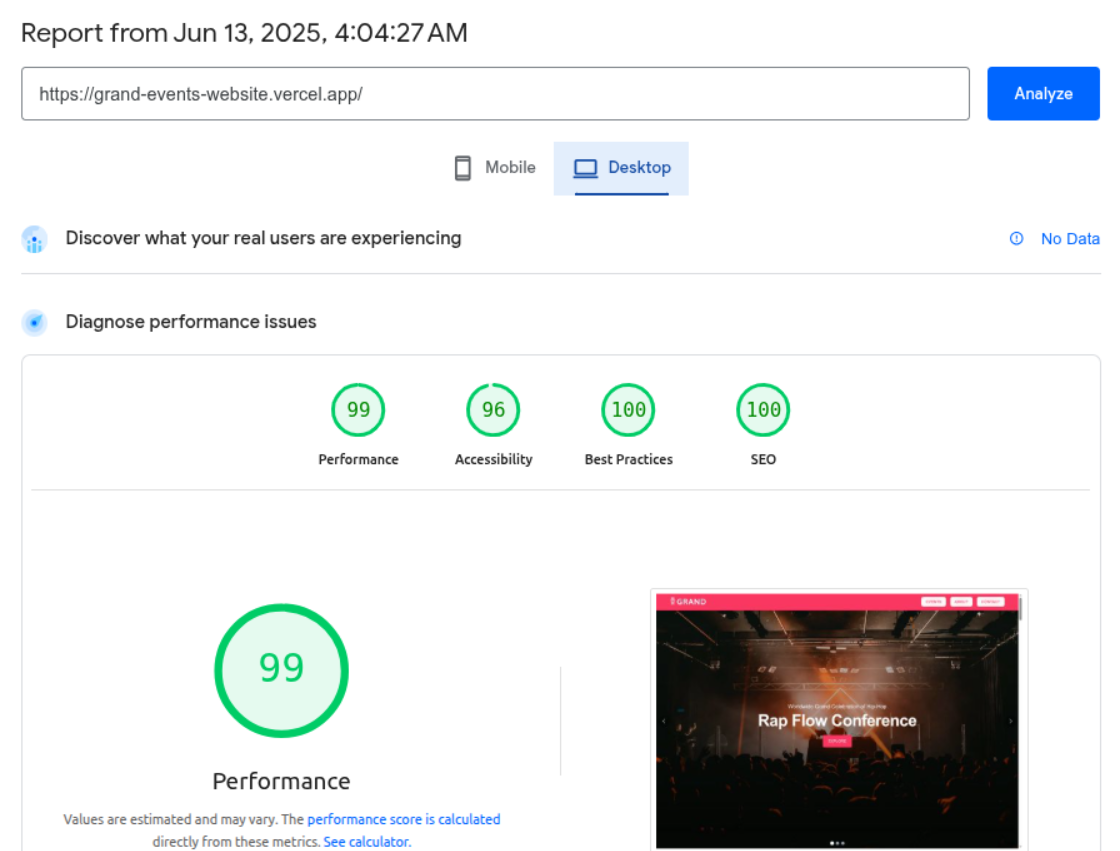 Report from Jun 13, 2025, 4:04:27 AM
https://grand-events-website.vercel.app/
Analyze
Mobile
Desktop
Discover what your real users are experiencing
No Data
Diagnose performance issues
99
96
100
100
Performance
Accessibility
Best Practices
SEO
99
Performance
Values are estimated and may vary. The performance score is calculated
directly from these metrics. See calculator.
GRAND
Rap Flow Conference